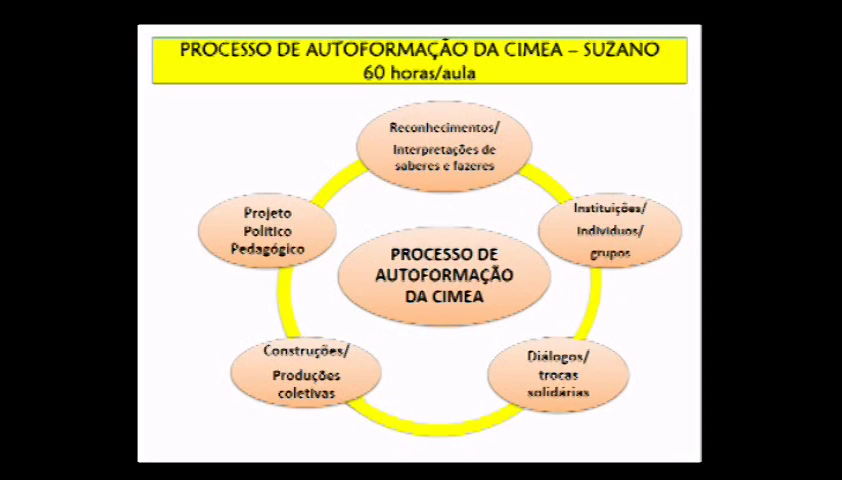 PROCESSO DE AUTOFORMAÇÃO DA CIMEA – SUZANO
60 horas/aula
Reconhecimentos/
Interpretações de
saberes e fazeres
Instituições/
indivíduos/
grupos
Diálogos/
trocas
solidárias
Construções/
Produções
coletivas
Projeto
Político
Pedagógico
PROCESSO DE
AUTOFORMAÇÃO
DA CIMEA